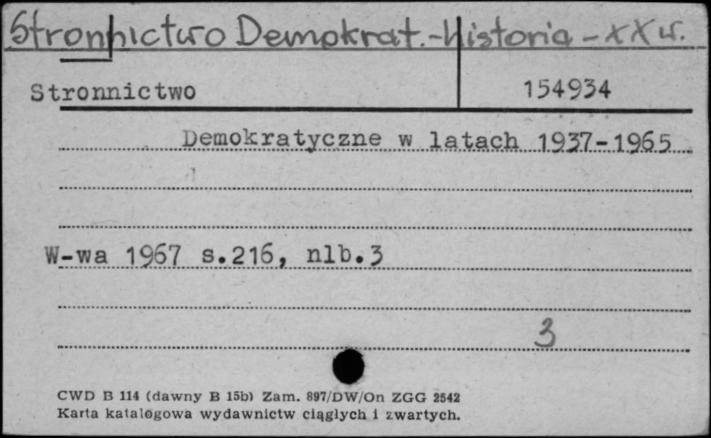 Stronnictwo Demokrat.-historia-XXw.
Stronnictwo 154934
Demokratyczne w latach 1937-1965
W-wa 1967 s.216, nlb.3
3
CWD B 114 (dawny B 15b) Zam. 897/DW/On ZGG 2542
Karta katalogowa wydawnictw ciągłych i zwartych.